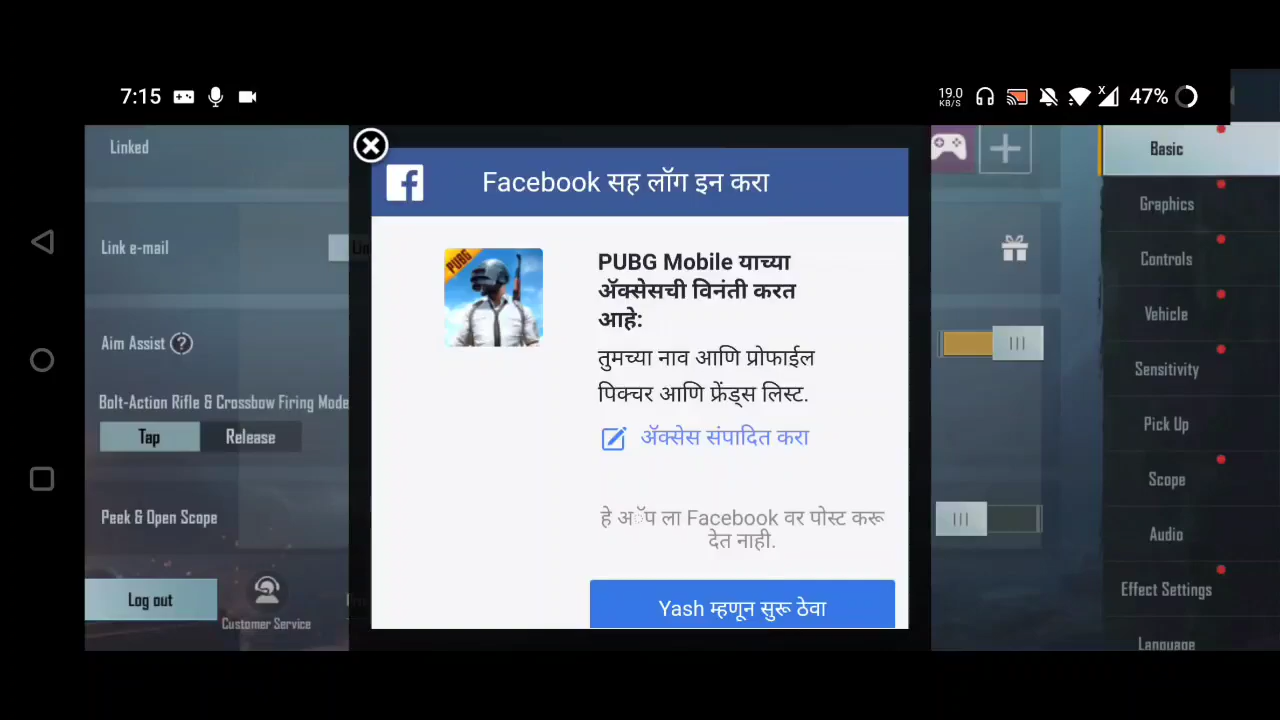 7:15
19.0
KB/S
X
47%
Linked
Basic
Facebook सह लॉग इन करा
Graphics
Link e-mail
PUBG
PUBG Mobile याच्या
ॲक्सेसची विनंती करत
आहे:
Controls
Vehicle
Aim Assist ?
तुमच्या नाव आणि प्रोफाईल
पिक्चर आणि फ्रेंड्स लिस्ट.
Sensitivity
Bolt-Action Rifle & Crossbow Firing Mode
Tap
Release
ॲक्सेस संपादित करा
Pick Up
Scope
Peek & Open Scope
हे अॅप ला Facebook वर पोस्ट करू
देत नाही.
Audio
Effect Settings
Log out
Customer Service
Yash म्हणून सुरू ठेवा
Language